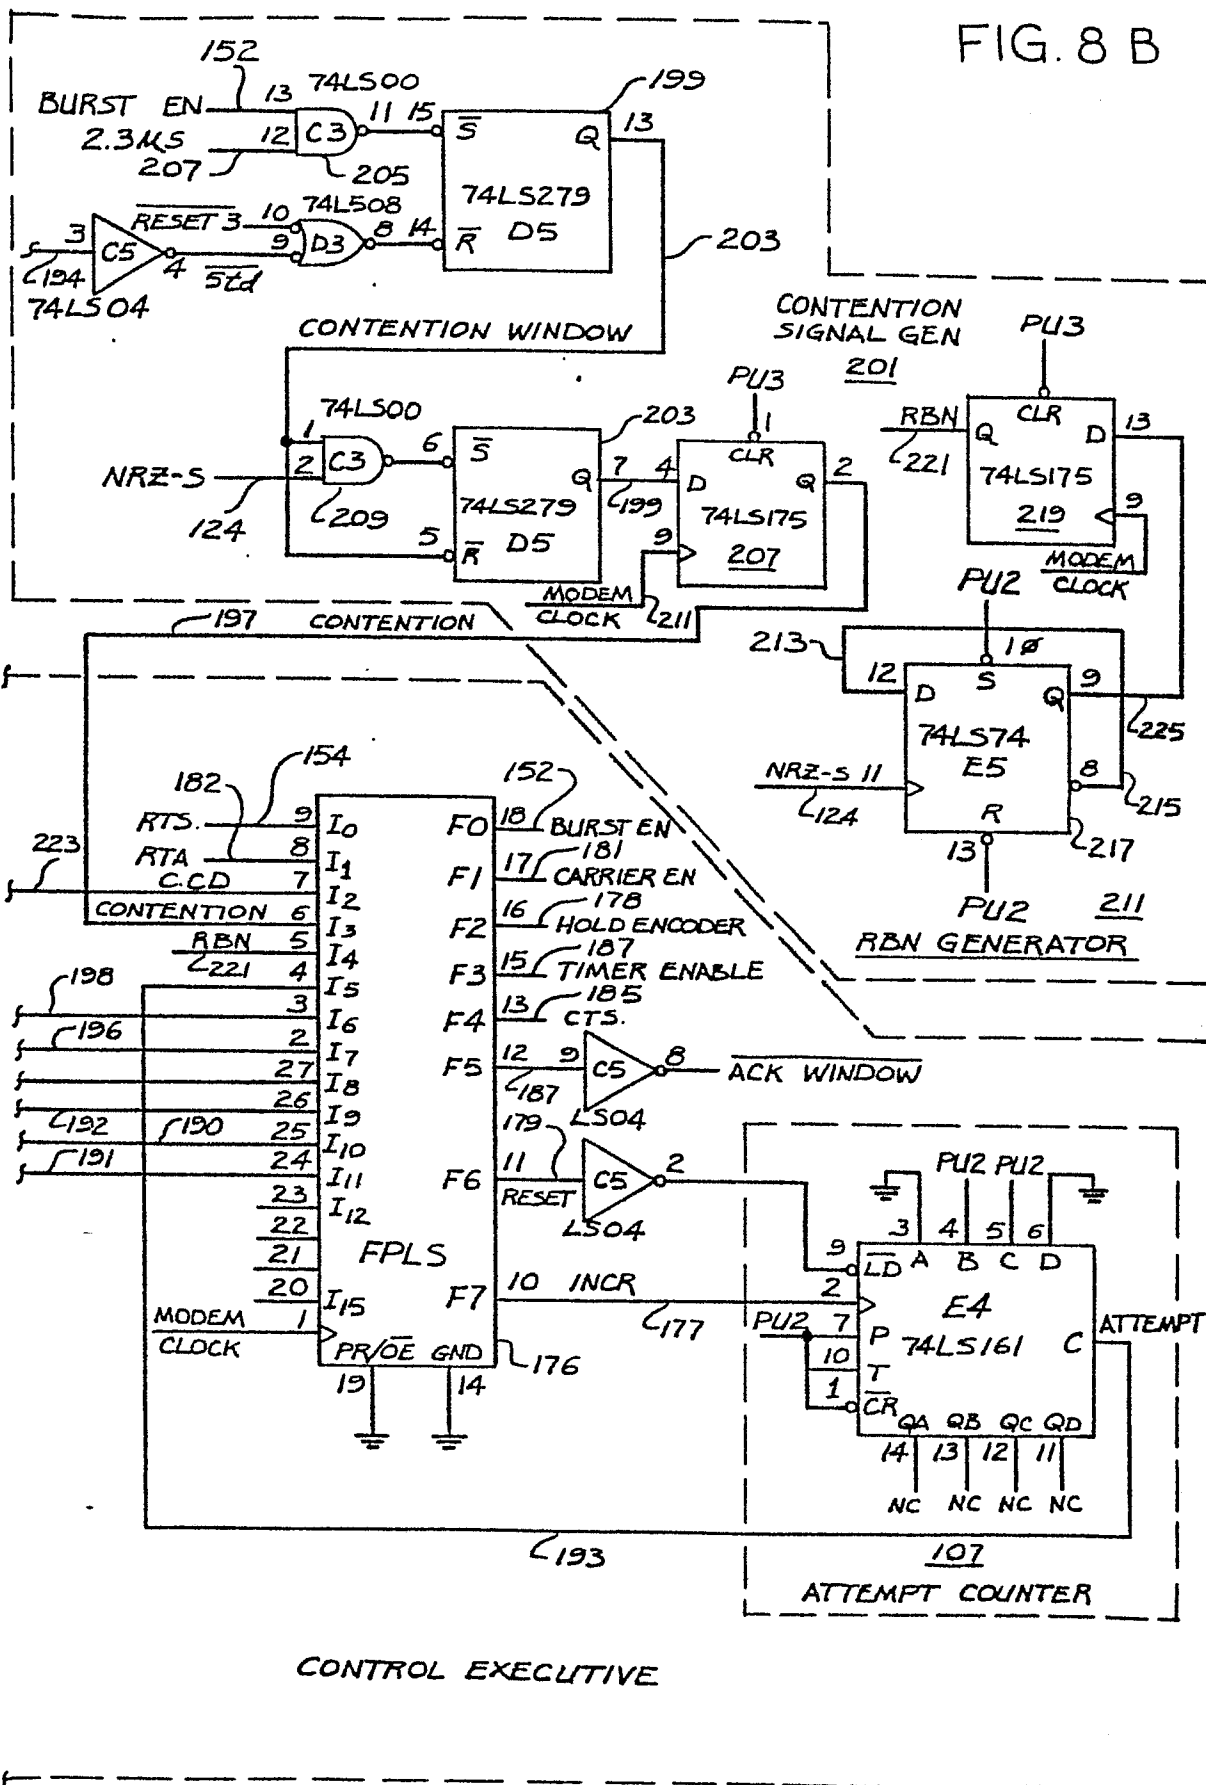 FIG. 8 B
152
BURST EN
13
74LS00
2.3μS
12
C3
11
15
S̅
Q
13
199
207
205
74LS279
D5
R̅E̅S̅E̅T̅ 3̅
10
74LS08
3
C5
4
9
D3
8
14
R̅
194
S̅t̅d̅
203
74LS04
CONTENTION WINDOW
CONTENTION
SIGNAL GEN
201
PU3
PU3
74LS00
1
C3
6
S̅
203
1
CLR
RBN
Q
CLR
D
13
221
NRZ-S
2
124
209
74LS279
Q
7
199
4
D
Q
2
74LS175
74LS175
5
R̅
D5
9
207
219
9
MODEM
CLOCK
211
MODEM
CLOCK
197
CONTENTION
PU2
213
10
12
D
S
Q
9
225
74LS74
E5
NRZ-S
11
124
8
215
R
13
217
PU2
211
RBN GENERATOR
154
182
RTS.
9
I0
F0
18
152
BURST EN
RTA
8
I1
223
C.CD
7
I2
F1
17
181
CARRIER EN
CONTENTION
6
I3
F2
16
178
HOLD ENCODER
RBN
221
5
I4
F3
15
187
TIMER ENABLE
4
I5
198
3
I6
F4
13
185
CTS.
196
2
I7
F5
12
187
9
C5
8
A̅C̅K̅ W̅I̅N̅D̅O̅W̅
LS04
27
I8
26
I9
192
190
25
I10
191
24
I11
F6
11
179
RESET
C5
2
LS04
23
I12
22
21
FPLS
20
I15
F7
10
INCR
177
MODEM
CLOCK
1
PR/O̅E̅
GND
176
19
14
PU2
PU2
3
4
5
6
9
L̅D̅
A
B
C
D
2
E4
PU2
7
P
74LS161
C
ATTEMPT
10
T
1
C̅R̅
QA
QB
QC
QD
14
13
12
11
NC
NC
NC
NC
193
107
ATTEMPT COUNTER
CONTROL EXECUTIVE